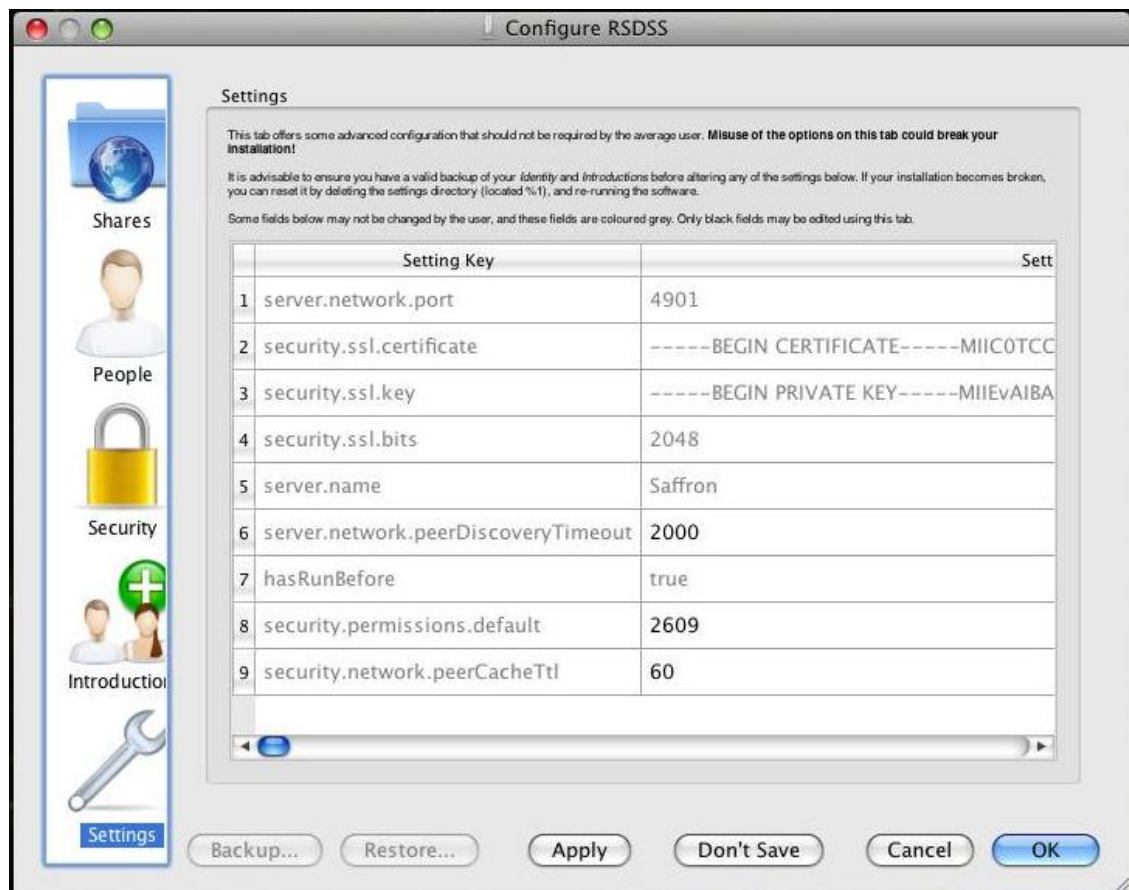 Configure RSDSS
Shares
People
Security
Introduction
Settings
Settings
This tab offers some advanced configuration that should not be required by the average user. Misuse of the options on this tab could break your
installation!
It is advisable to ensure you have a valid backup of your Identity and Introductions before altering any of the settings below. If your installation becomes broken,
you can reset it by deleting the settings directory (located %1), and re-running the software.
Some fields below may not be changed by the user, and these fields are coloured grey. Only black fields may be edited using this tab.
Setting Key Sett
1 server.network.port 4901
2 security.ssl.certificate -----BEGIN CERTIFICATE-----MIIC0TCC
3 security.ssl.key -----BEGIN PRIVATE KEY-----MIIEvAIBA
4 security.ssl.bits 2048
5 server.name Saffron
6 server.network.peerDiscoveryTimeout 2000
7 hasRunBefore true
8 security.permissions.default 2609
9 security.network.peerCacheTtl 60
Backup... Restore... Apply Don't Save Cancel OK